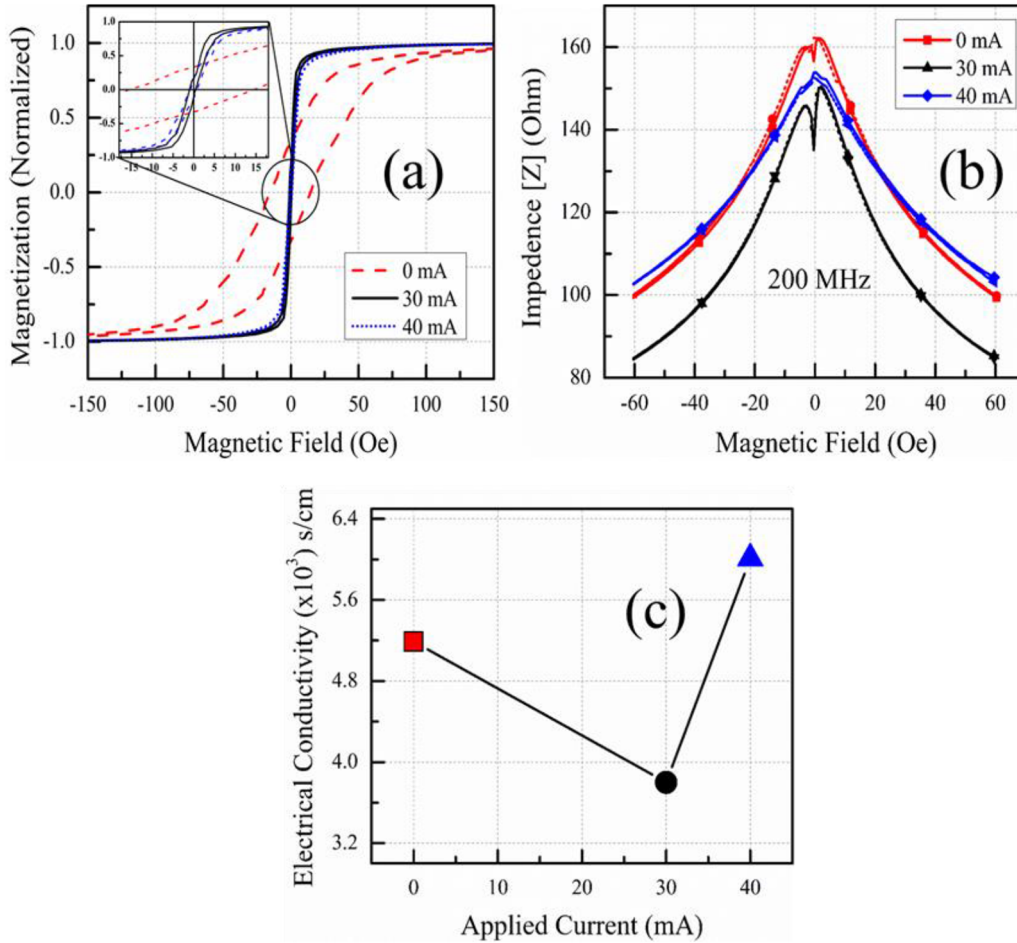 1.0
0.5
0.0
-0.5
-1.0
-15 -10 -5 0 5 10 15
1.0
0.5
0.0
-0.5
-1.0
(a)
0 mA
30 mA
40 mA
-150 -100 -50 0 50 100 150
Magnetization (Normalized)
Magnetic Field (Oe)
160
140
120
100
80
0 mA
30 mA
40 mA
(b)
200 MHz
-60 -40 -20 0 20 40 60
Impedence [Z] (Ohm)
Magnetic Field (Oe)
6.4
5.6
4.8
4.0
3.2
(c)
0 10 20 30 40
Electrical Conductivity (x10³) s/cm
Applied Current (mA)